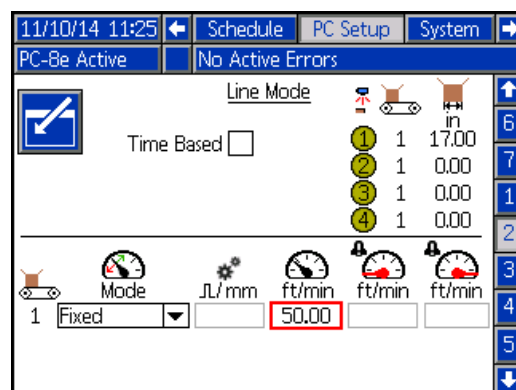 11/10/14 11:25 Schedule PC Setup System
PC-8e Active No Active Errors
Line Mode
in
Time Based
1 1 17.00
2 1 0.00
3 1 0.00
4 1 0.00
6
7
1
2
3
4
5
Mode /mm ft/min ft/min ft/min
1 Fixed 50.00